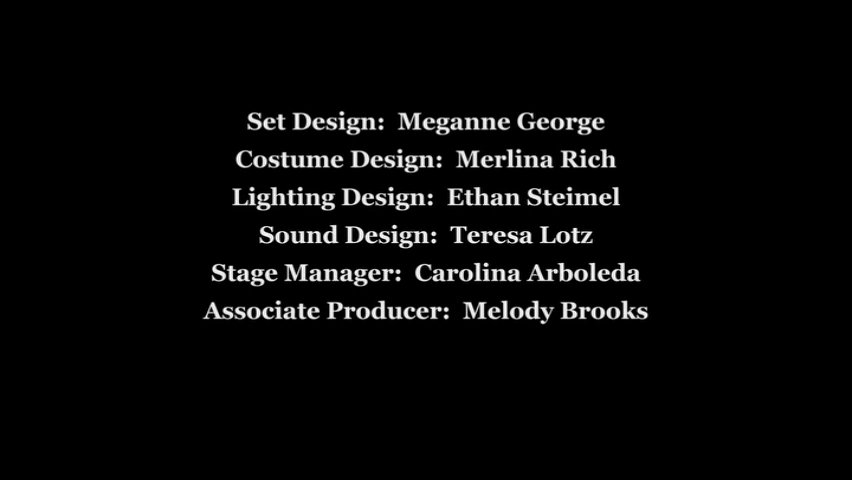 Set Design:  Meganne George
Costume Design:  Merlina Rich
Lighting Design:  Ethan Steimel
Sound Design:  Teresa Lotz
Stage Manager:  Carolina Arboleda
Associate Producer:  Melody Brooks